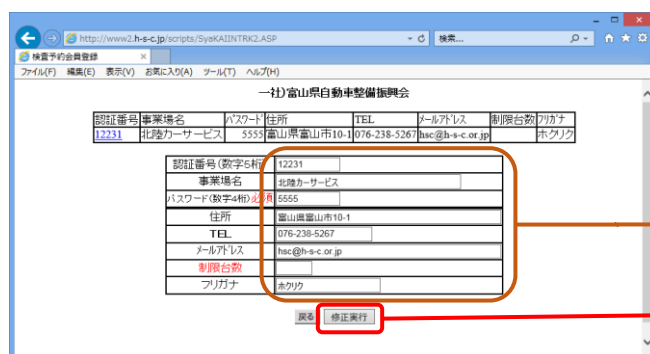 http://www2.h-s-c.jp/scripts/SyaKAIINTRK2.ASP
検索...
検査予約会員登録
ファイル(F) 編集(E) 表示(V) お気に入り(A) ツール(T) ヘルプ(H)
一社)富山県自動車整備振興会
認証番号 事業場名 パスワード 住所 TEL メールアドレス 制限台数 フリガナ
12231 北陸カーサービス 5555 富山県富山市10-1 076-238-5267 hsc@h-s-c.or.jp ホクリク
認証番号(数字5桁) 12231
事業場名 北陸カーサービス
パスワード(数字4桁)必須 5555
住所 富山県富山市10-1
TEL 076-238-5267
メールアドレス hsc@h-s-c.or.jp
制限台数
フリガナ ホクリク
戻る 修正実行